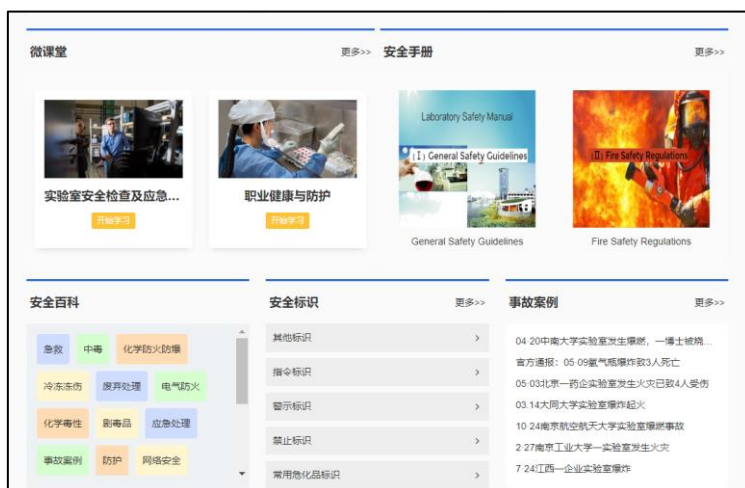 微课堂
更多>>
安全手册
更多>>
Laboratory Safety Manual
( I ) General Safety Guidelines
(II) Fire Safety Regulations
实验室安全检查及应急...
开始学习
职业健康与防护
开始学习
General Safety Guidelines
Fire Safety Regulations
安全百科
急救
中毒
化学防火防爆
冷冻冻伤
废弃处理
电气防火
化学毒性
剧毒品
应急处理
事故案例
防护
网络安全
安全标识
更多>>
其他标识
指令标识
警示标识
禁止标识
常用危化品标识
事故案例
更多>>
04·20中南大学实验室发生爆燃，一博士被烧...
官方通报：05·09氩气瓶爆炸致3人死亡
05·03北京一药企实验室发生火灾已致4人受伤
03.14大同大学实验室爆炸起火
10·24南京航空航天大学实验室爆燃事故
2·27南京工业大学一实验室发生火灾
7·24江西一企业实验室爆炸